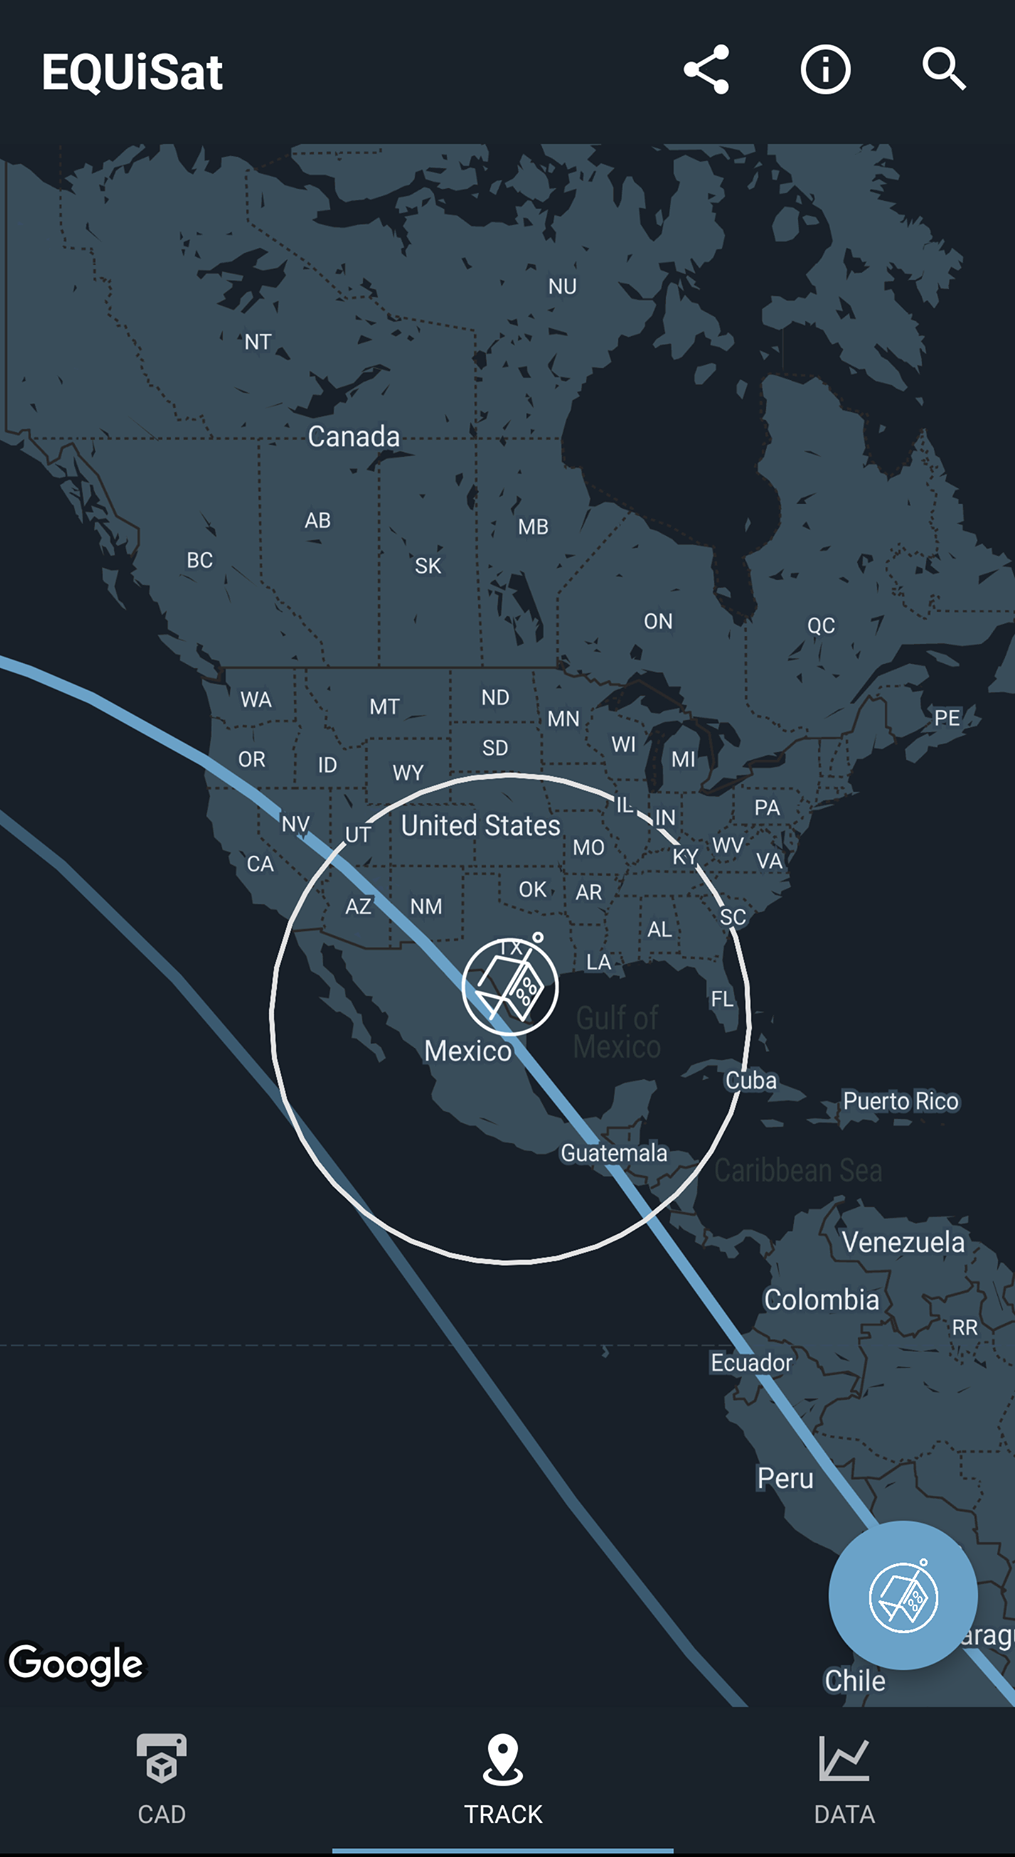 EQUiSat
NU
NT
Canada
AB
MB
BC
SK
ON
QC
WA
MT
ND
MN
PE
OR
ID
SD
WI
MI
WY
NV
UT
United States
IL
IN
PA
CA
MO
KY
WV
VA
AZ
NM
OK
AR
SC
AL
TX
LA
FL
Gulf of
Mexico
Mexico
Cuba
Puerto Rico
Guatemala
Caribbean Sea
Venezuela
Colombia
RR
Ecuador
Peru
aragu
Chile
Google
CAD
TRACK
DATA